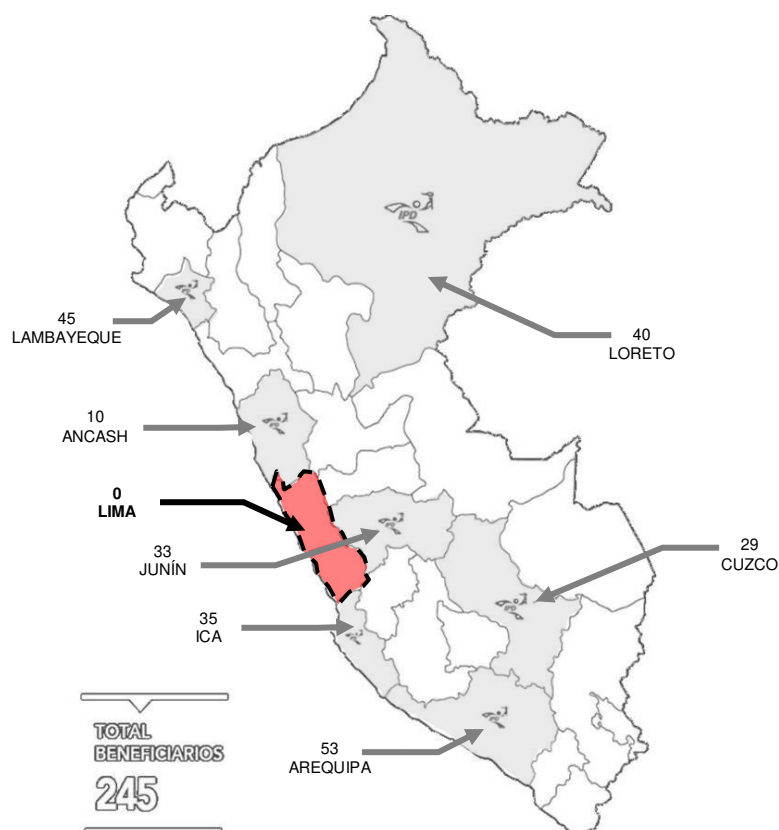 IPD
45
LAMBAYEQUE
40
LORETO
10
ANCASH
0
LIMA
33
JUNÍN
29
CUZCO
35
ICA
TOTAL
BENEFICIARIOS
245
53
AREQUIPA